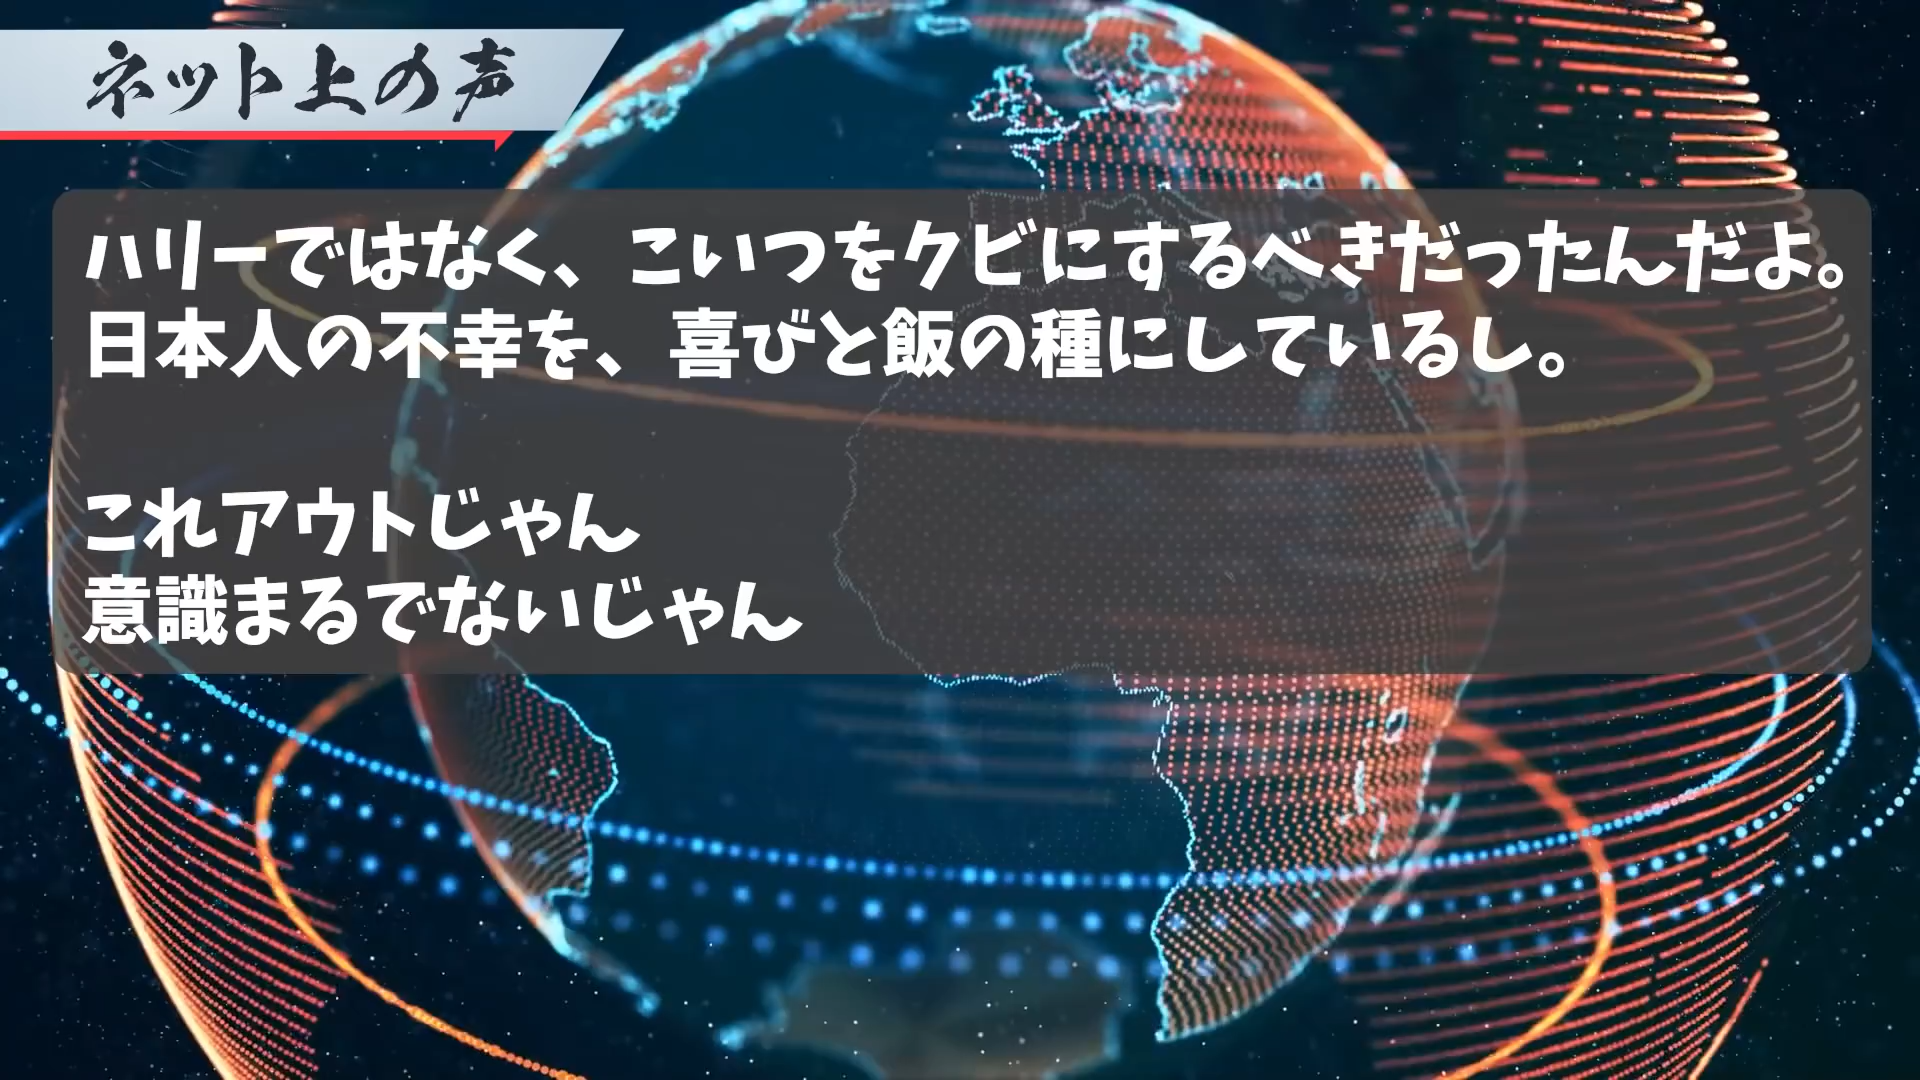 ネット上の声
ハリーではなく、こいつをクビにするべきだったんだよ。
日本人の不幸を、喜びと飯の種にしているし。
これアウトじゃん
意識まるでないじゃん